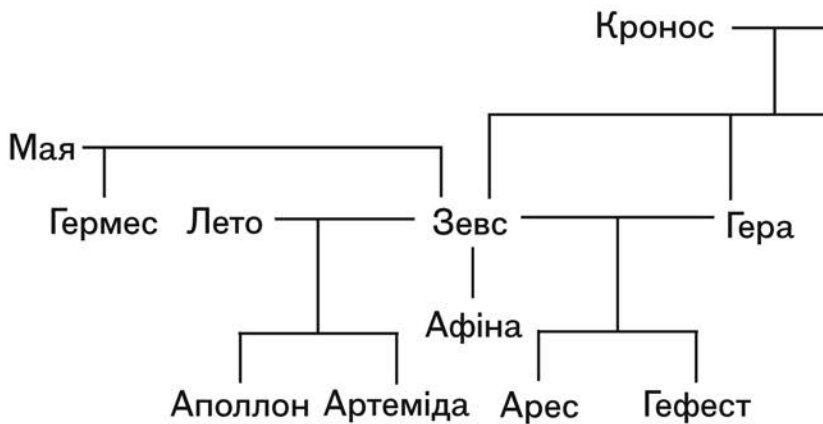 Кронос
Мая
Гермес Лето Зевс Гера
Афіна
Аполлон Артеміда Арес Гефест